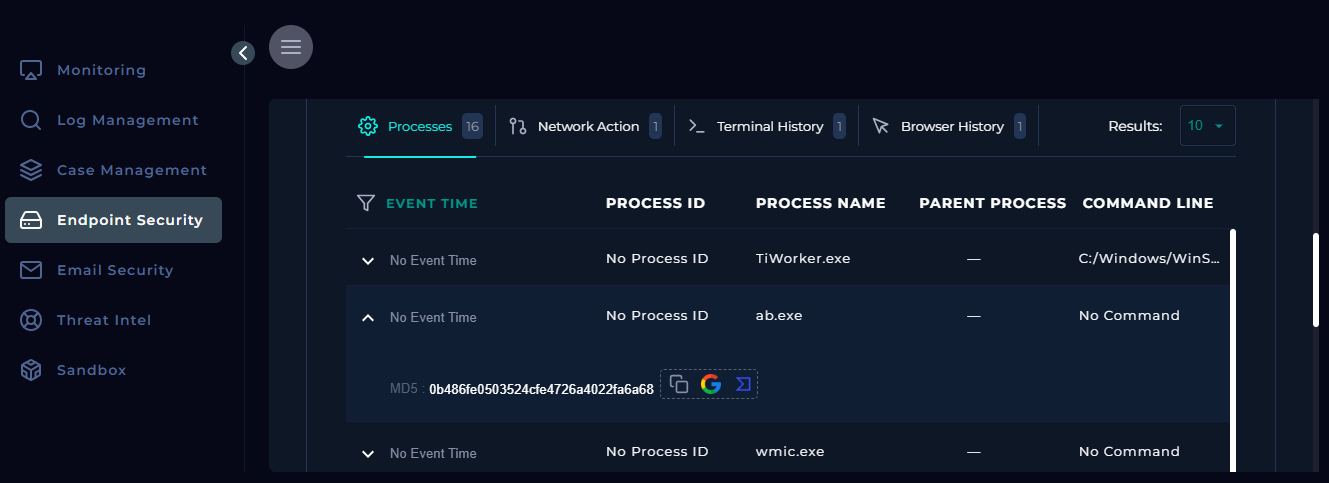 Monitoring
Log Management
Case Management
Endpoint Security
Email Security
Threat Intel
Sandbox
Processes 16 Network Action 1 Terminal History 1 Browser History 1 Results: 10
EVENT TIME PROCESS ID PROCESS NAME PARENT PROCESS COMMAND LINE
No Event Time No Process ID TiWorker.exe — C:/Windows/WinS...
No Event Time No Process ID ab.exe — No Command
MD5 : 0b486fe0503524cfe4726a4022fa6a68
No Event Time No Process ID wmic.exe — No Command